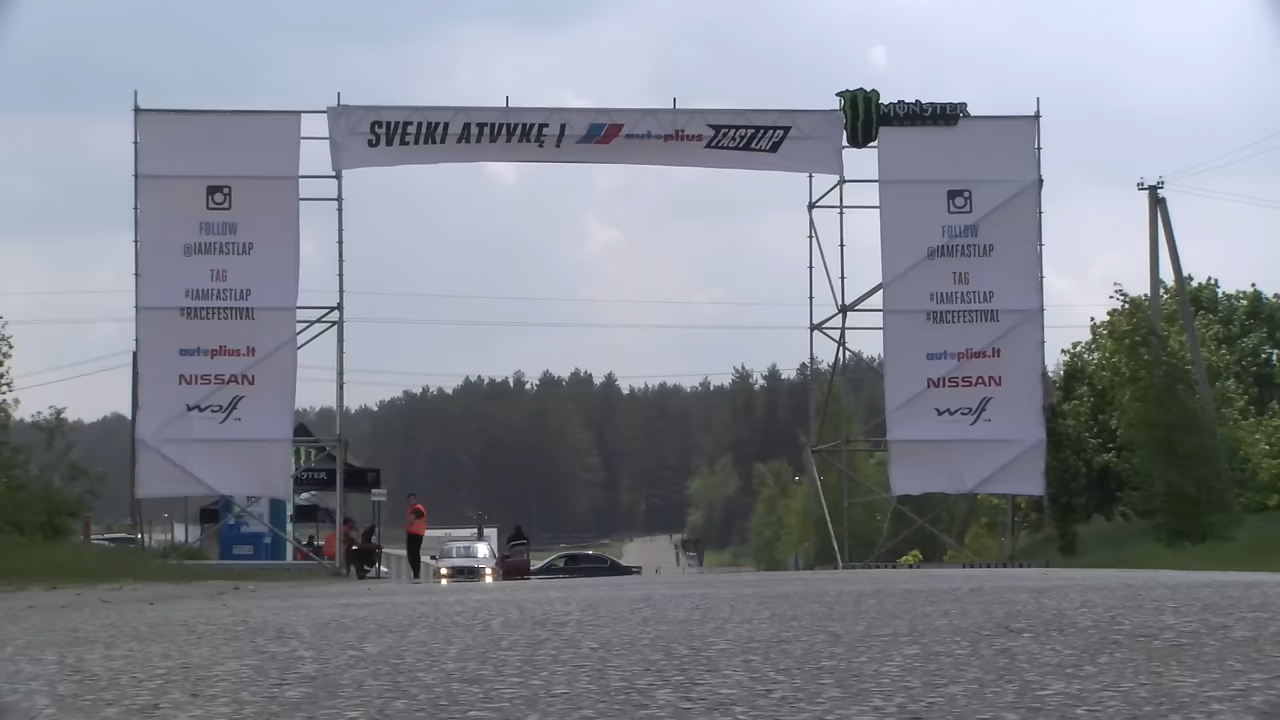 SVEIKI ATVYKĘ Į autoplius FAST LAP
MONSTER
ENERGY
FOLLOW
@IAMFASTLAP
TAG
#IAMFASTLAP
#RACEFESTIVAL
autoplius.lt
NISSAN
wolf
FOLLOW
@IAMFASTLAP
TAG
#IAMFASTLAP
#RACEFESTIVAL
autoplius.lt
NISSAN
wolf